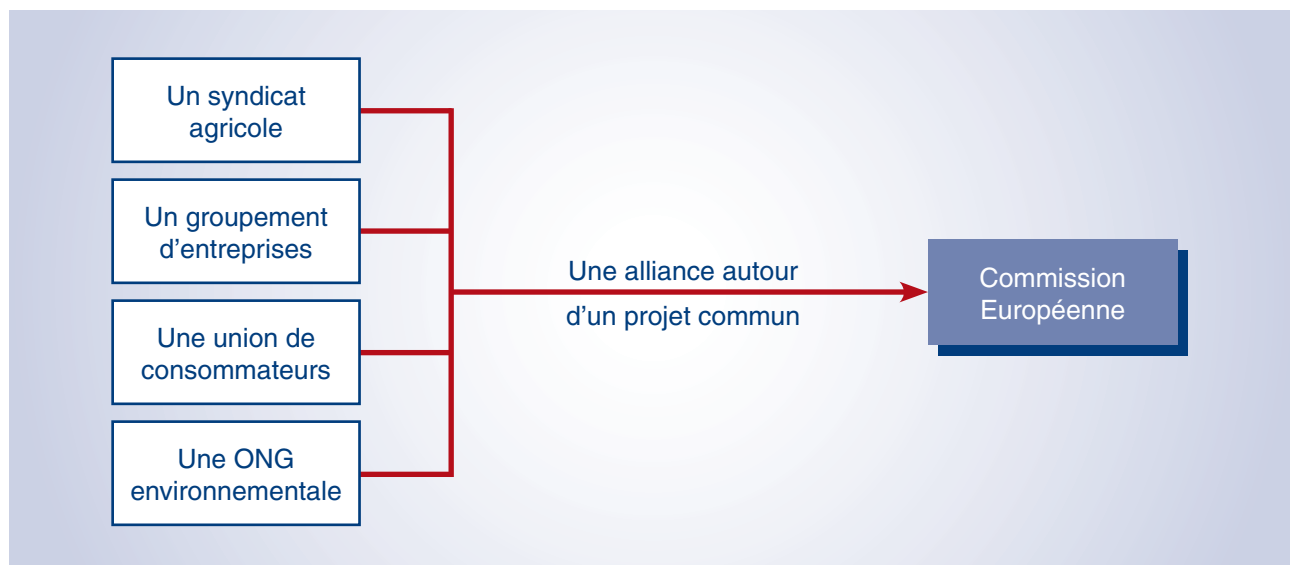 Un syndicat
agricole
Un groupement
d’entreprises
Une union de
consommateurs
Une ONG
environnementale
Une alliance autour
d’un projet commun
Commission
Européenne